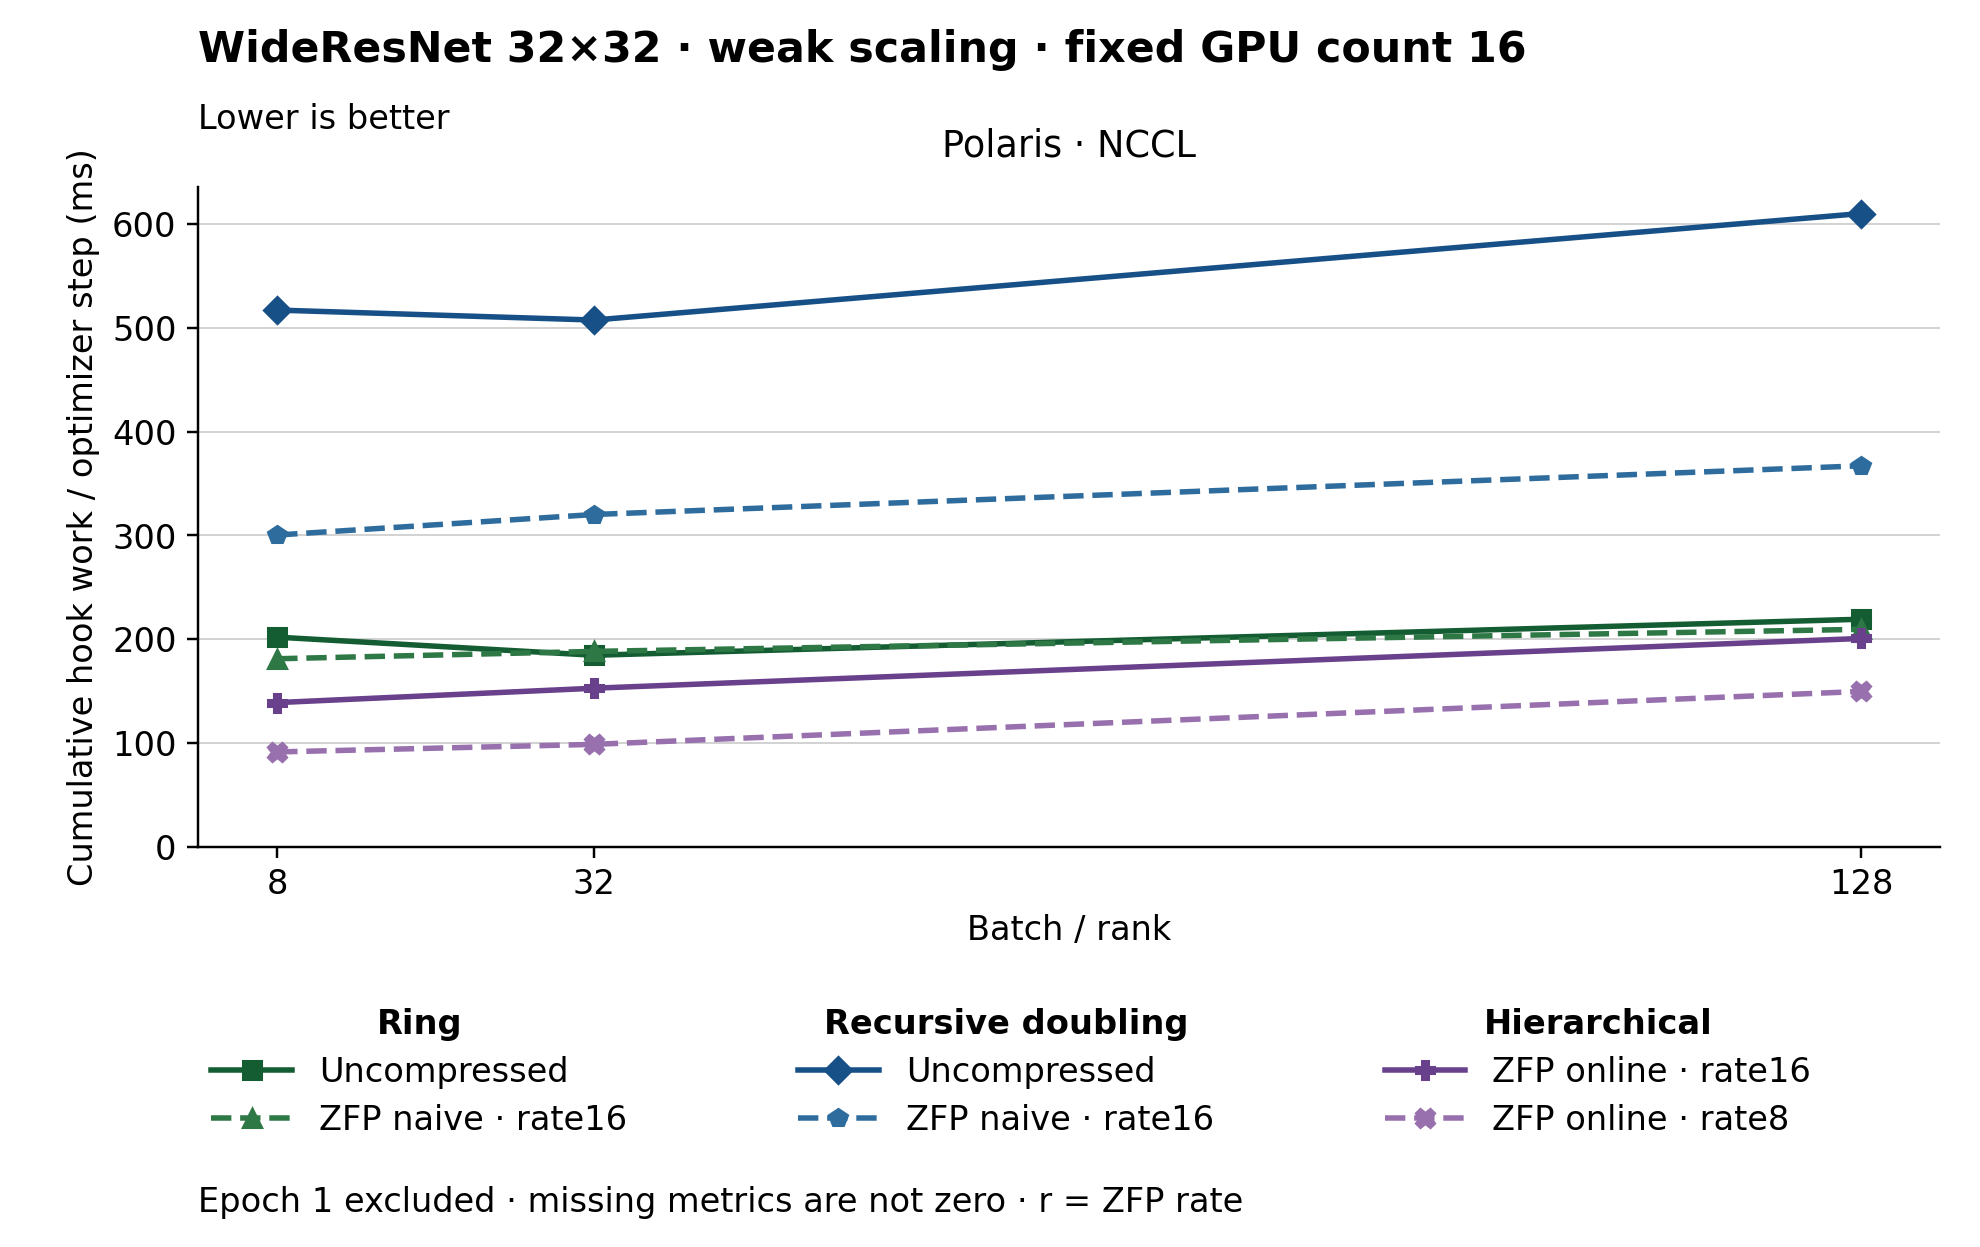 WideResNet 32×32 · weak scaling · fixed GPU count 16
Lower is better
Polaris · NCCL
Cumulative hook work / optimizer step (ms)
600
500
400
300
200
100
0
8 32 128
Batch / rank
Ring Recursive doubling Hierarchical
Uncompressed Uncompressed ZFP online · rate16
ZFP naive · rate16 ZFP naive · rate16 ZFP online · rate8
Epoch 1 excluded · missing metrics are not zero · r = ZFP rate